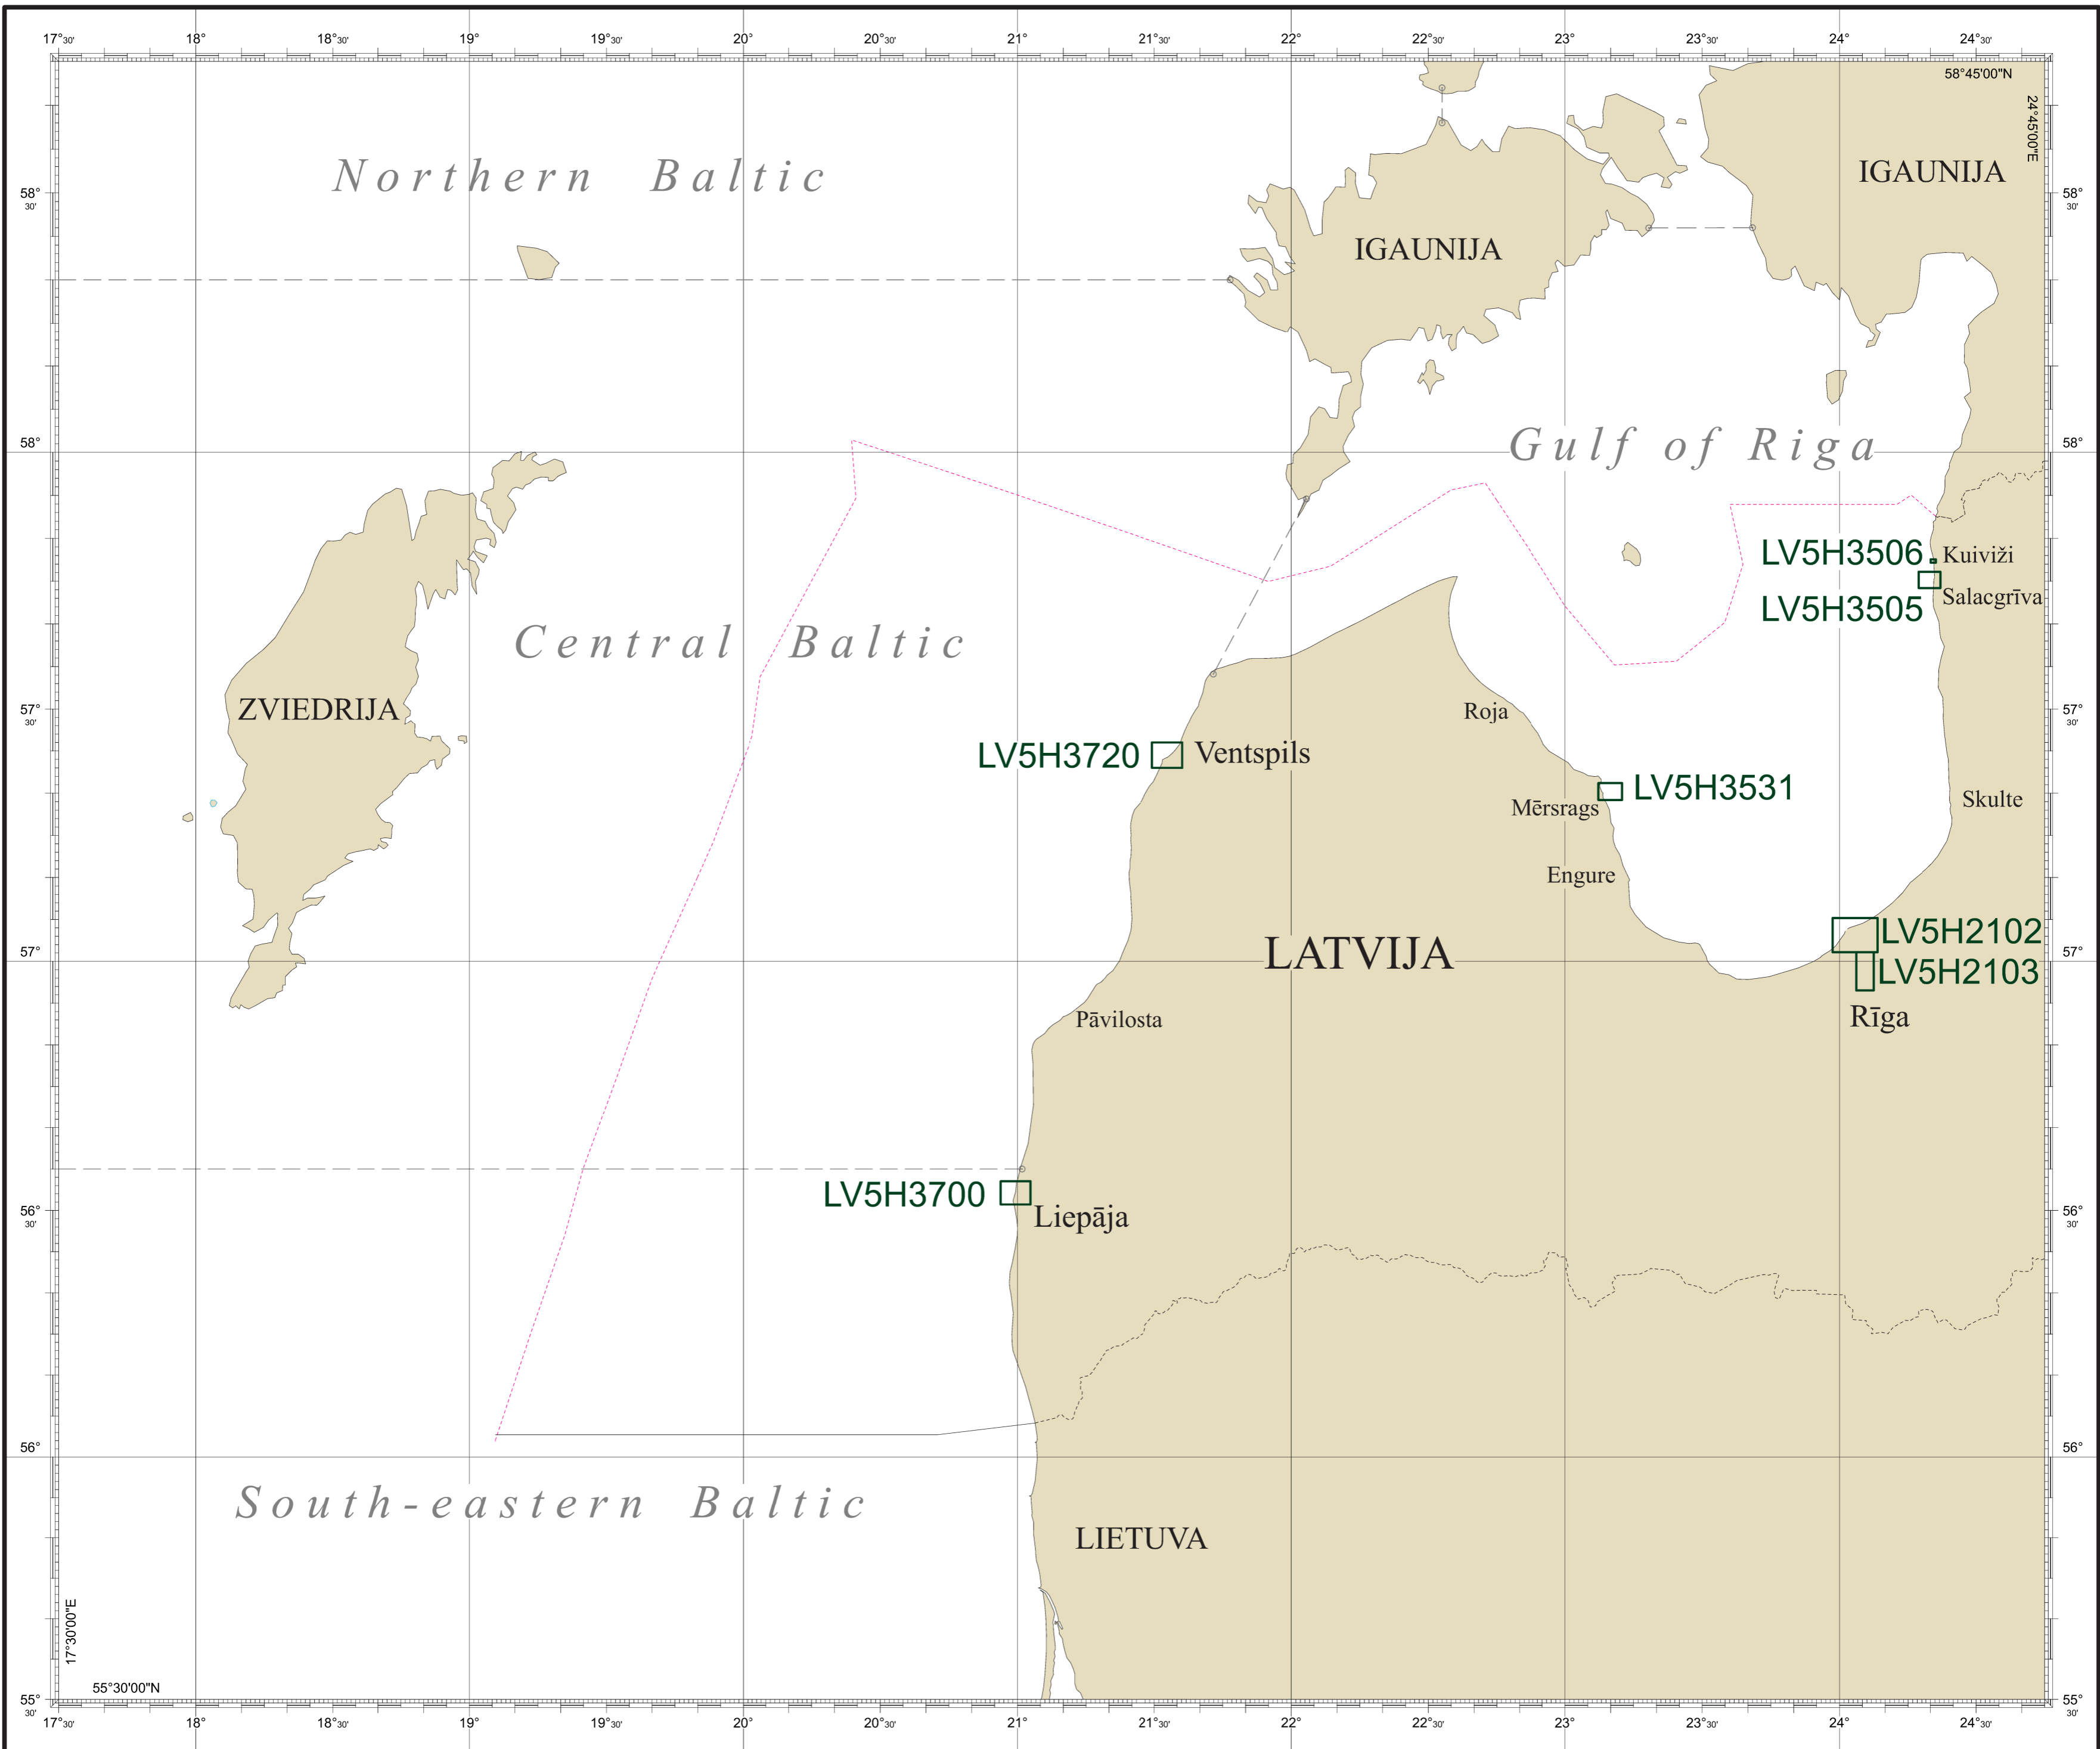 17°30' 18° 18°30' 19° 19°30' 20° 20°30' 21° 21°30' 22° 22°30' 23° 23°30' 24° 24°30'
58°45'00"N
24°45'00"E
Northern Baltic
IGAUNIJA
58°30' 58°30'
IGAUNIJA
58° 58°
Gulf of Riga
LV5H3506 Kuiviži
LV5H3505 Salacgrīva
Central Baltic
ZVIEDRIJA
57°30' 57°30'
Roja
LV5H3720 Ventspils
LV5H3531
Mērsrags
Skulte
Engure
LV5H2102
57° 57°
LATVIJA
LV5H2103
Rīga
Pāvilosta
LV5H3700
Liepāja
56°30' 56°30'
56° 56°
South-eastern Baltic
LIETUVA
17°30'00"E
55°30'00"N
55°30' 55°30'
17°30' 18° 18°30' 19° 19°30' 20° 20°30' 21° 21°30' 22° 22°30' 23° 23°30' 24° 24°30'